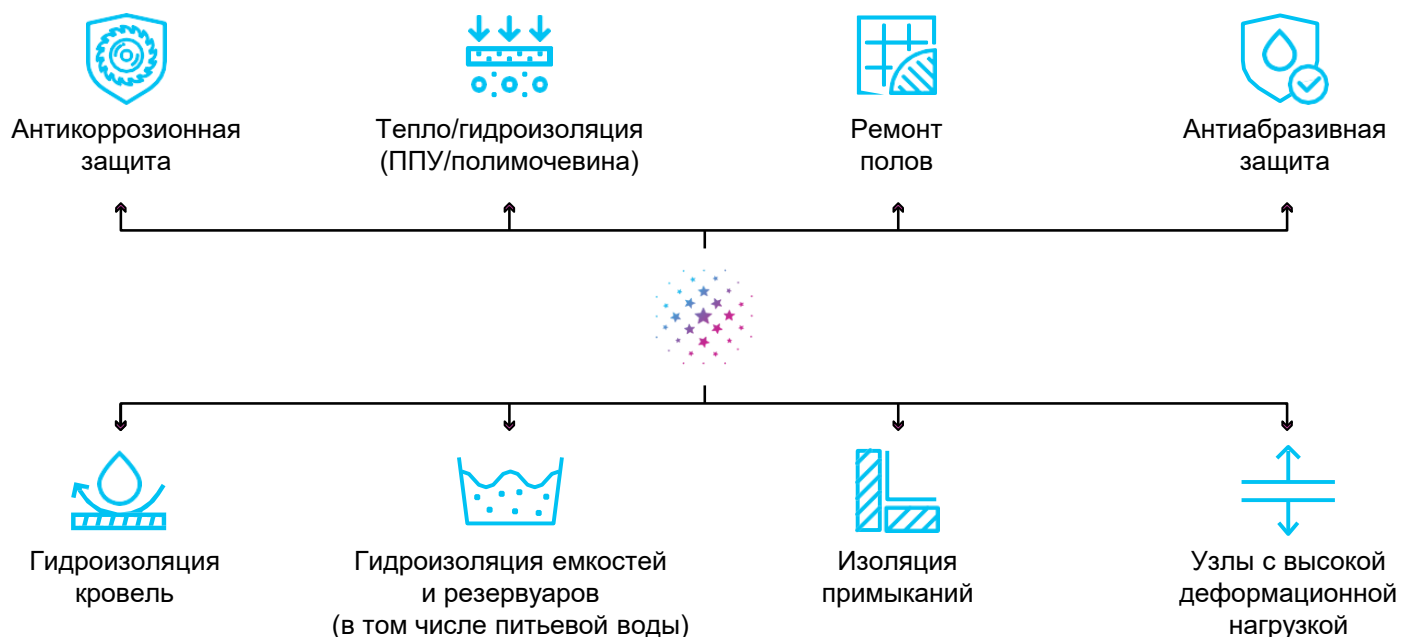 Антикоррозионная
защита
Тепло/гидроизоляция
(ППУ/полимочевина)
Ремонт
полов
Антиабразивная
защита
Гидроизоляция
кровель
Гидроизоляция емкостей
и резервуаров
(в том числе питьевой воды)
Изоляция
примыканий
Узлы с высокой
деформационной
нагрузкой